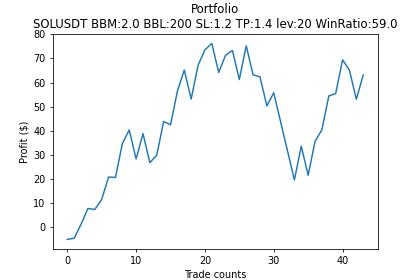 Portfolio
SOLUSDT BBM:2.0 BBL:200 SL:1.2 TP:1.4 lev:20 WinRatio:59.0
80
70
60
50
40
30
20
10
0
Profit ($)
0 10 20 30 40
Trade counts